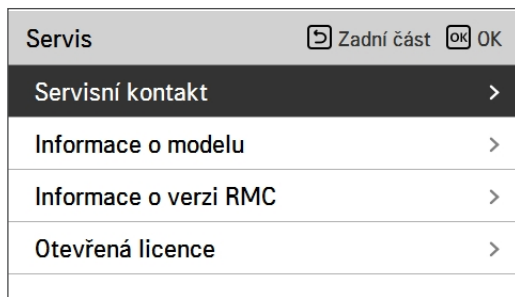 Servis Zadní část OK OK
Servisní kontakt
Informace o modelu
Informace o verzi RMC
Otevřená licence